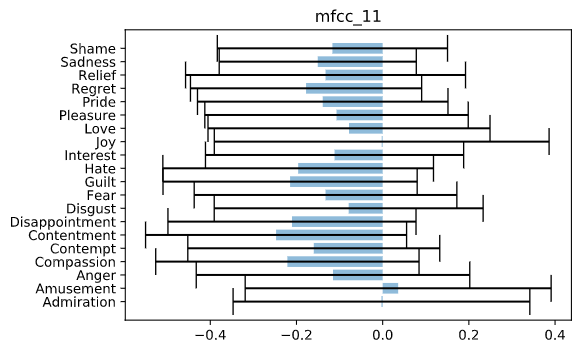 mfcc_11
Shame
Sadness
Relief
Regret
Pride
Pleasure
Love
Joy
Interest
Hate
Guilt
Fear
Disgust
Disappointment
Contentment
Contempt
Compassion
Anger
Amusement
Admiration
−0.4 −0.2 0.0 0.2 0.4